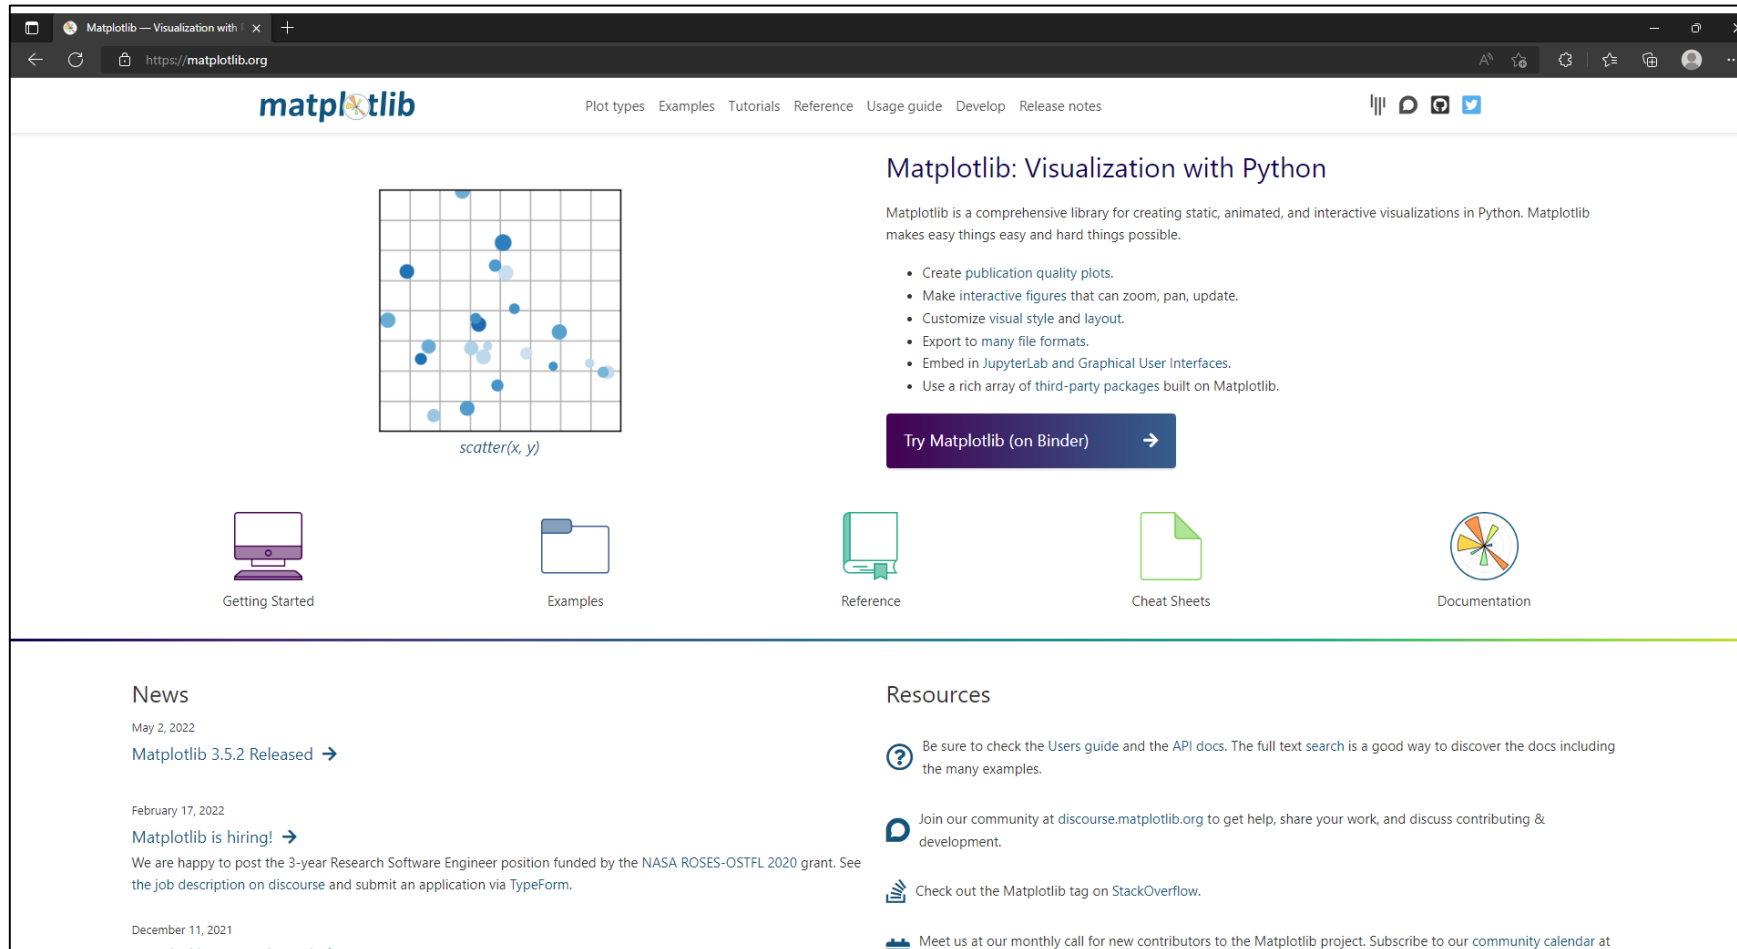 Matplotlib — Visualization with
https://matplotlib.org
matplotlib
Plot types Examples Tutorials Reference Usage guide Develop Release notes
Matplotlib: Visualization with Python
Matplotlib is a comprehensive library for creating static, animated, and interactive visualizations in Python. Matplotlib
makes easy things easy and hard things possible.
Create publication quality plots.
Make interactive figures that can zoom, pan, update.
Customize visual style and layout.
Export to many file formats.
Embed in JupyterLab and Graphical User Interfaces.
Use a rich array of third-party packages built on Matplotlib.
scatter(x, y)
Try Matplotlib (on Binder)
Getting Started
Examples
Reference
Cheat Sheets
Documentation
News
May 2, 2022
Matplotlib 3.5.2 Released
February 17, 2022
Matplotlib is hiring!
We are happy to post the 3-year Research Software Engineer position funded by the NASA ROSES-OSTFL 2020 grant. See
the job description on discourse and submit an application via TypeForm.
December 11, 2021
Resources
Be sure to check the Users guide and the API docs. The full text search is a good way to discover the docs including
the many examples.
Join our community at discourse.matplotlib.org to get help, share your work, and discuss contributing &
development.
Check out the Matplotlib tag on StackOverflow.
Meet us at our monthly call for new contributors to the Matplotlib project. Subscribe to our community calendar at